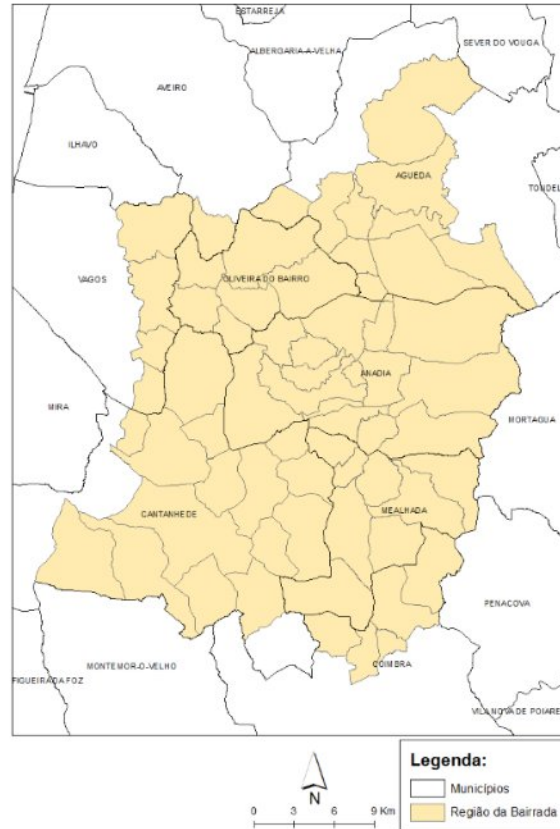 ESTARREJA
SEVER DO VOUGA
ALBERGARIA-A-VELHA
AVEIRO
ILHAVO
AGUEDA
TONDEL
VAGOS
OLIVEIRA DO BAIRRO
ANADIA
MIRA
MORTAGUA
CANTANHEDE
MEALHADA
PENACOVA
MONTEMOR-O-VELHO
COIMBRA
FIGUEIRA DA FOZ
VILA NOVA DE POIARE
N
0 3 6 9 Km
Legenda:
Municípios
Região da Bairrada